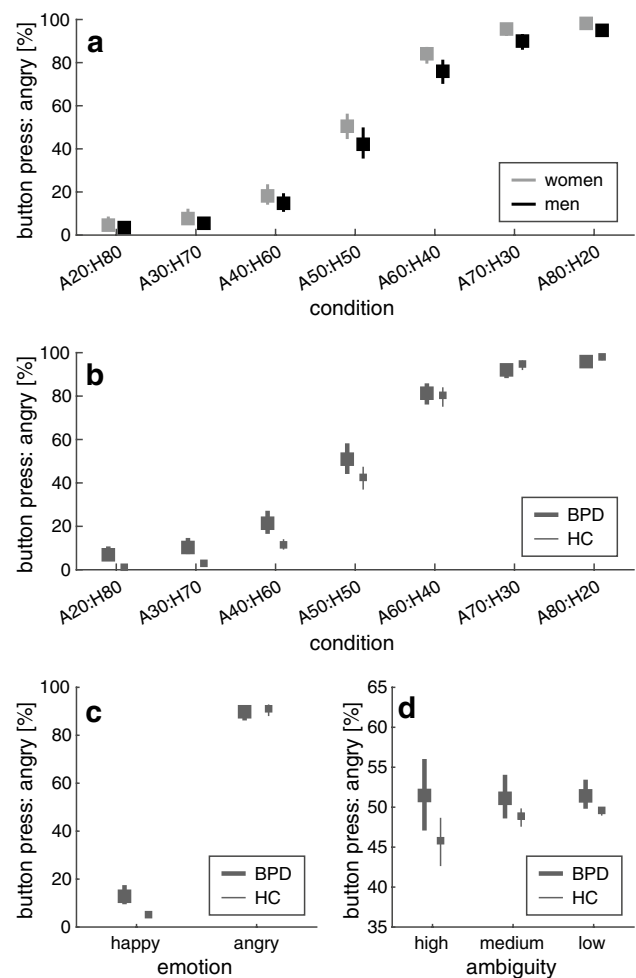 a
button press: angry [%]
100
80
60
40
20
0
women
men
A20:H80 A30:H70 A40:H60 A50:H50 A60:H40 A70:H30 A80:H20
condition
b
button press: angry [%]
100
80
60
40
20
0
BPD
HC
A20:H80 A30:H70 A40:H60 A50:H50 A60:H40 A70:H30 A80:H20
condition
c
button press: angry [%]
100
80
60
40
20
0
BPD
HC
happy angry
emotion
d
button press: angry [%]
65
60
55
50
45
40
35
BPD
HC
high medium low
ambiguity